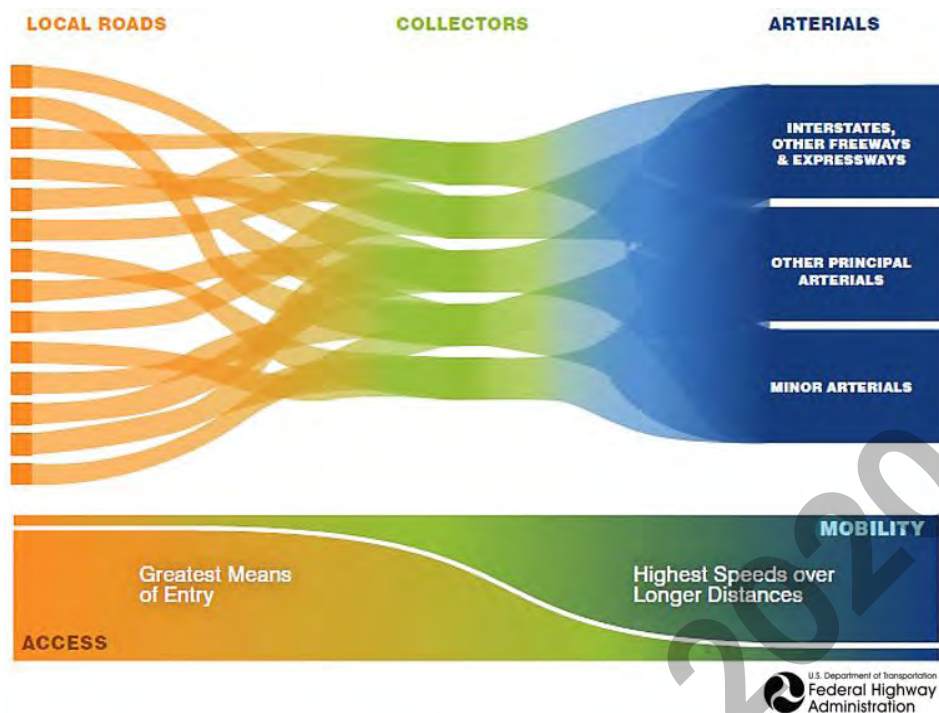 LOCAL ROADS
COLLECTORS
ARTERIALS
INTERSTATES,
OTHER FREEWAYS
& EXPRESSWAYS
OTHER PRINCIPAL
ARTERIALS
MINOR ARTERIALS
MOBILITY
Greatest Means
of Entry
Highest Speeds over
Longer Distances
ACCESS
2020
U.S. Department of Transportation
Federal Highway
Administration